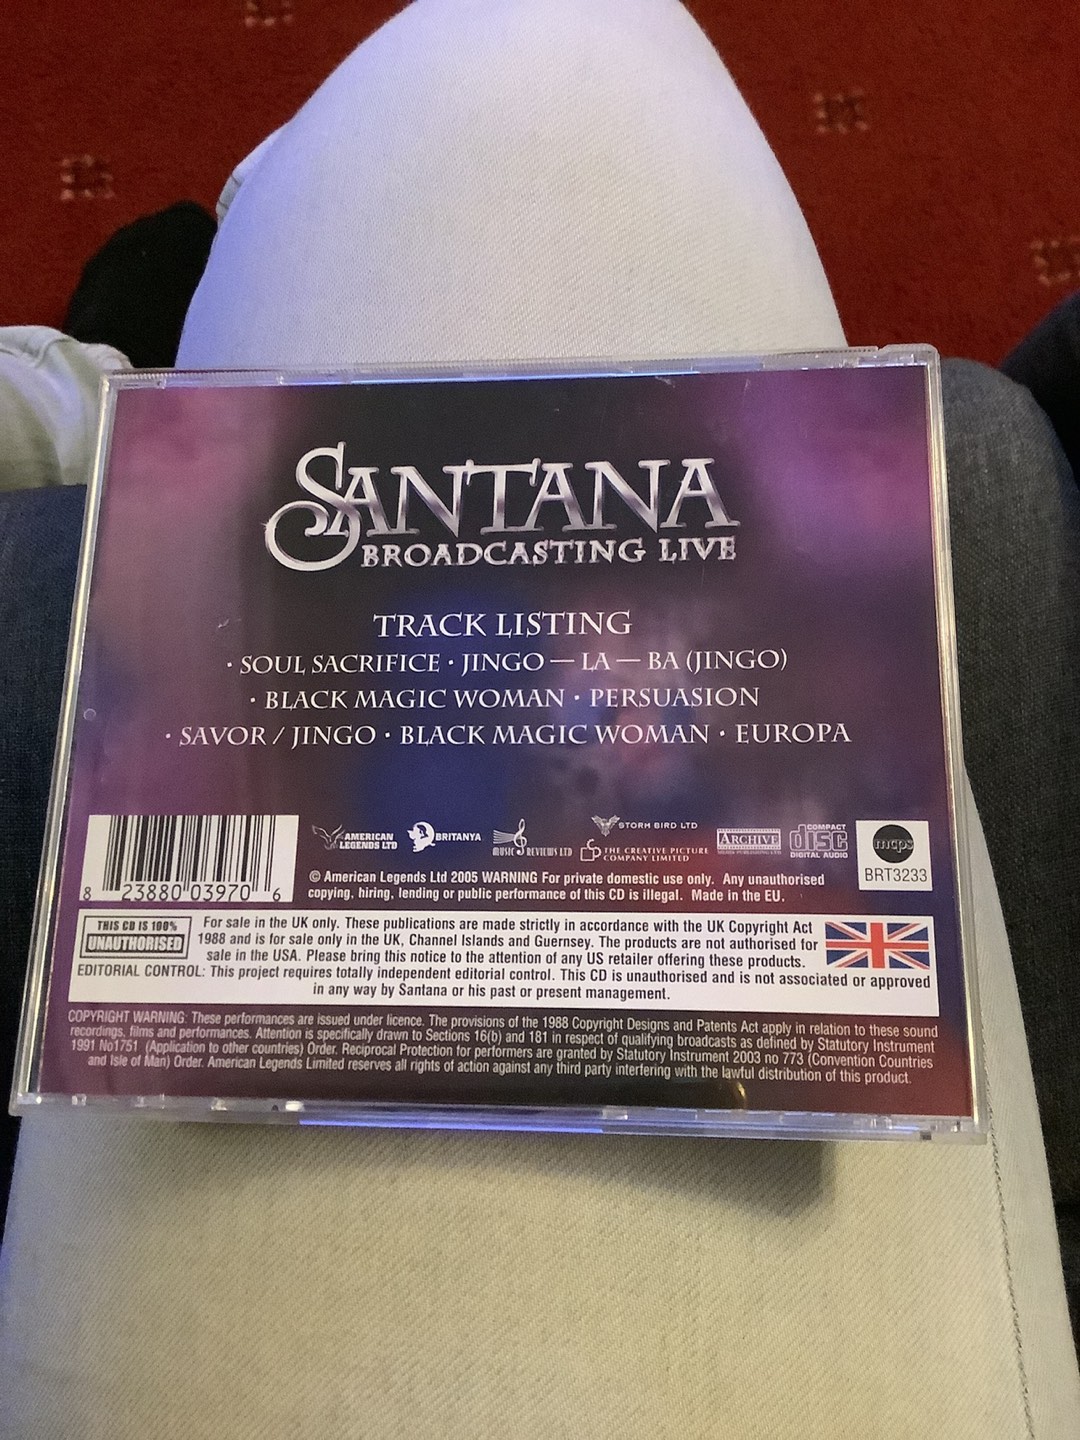 SANTANA
BROADCASTING LIVE
TRACK LISTING
· SOUL SACRIFICE · JINGO — LA — BA (JINGO)
· BLACK MAGIC WOMAN · PERSUASION
· SAVOR / JINGO · BLACK MAGIC WOMAN · EUROPA
AMERICAN
LEGENDS LTD
BRITANYA
MUSIC REVIEWS LTD
STORM BIRD LTD
THE CREATIVE PICTURE
COMPANY LIMITED
ARCHIVE
COMPACT
disc
DIGITAL AUDIO
mcps
BRT3233
8 23880 03970 6
© American Legends Ltd 2005 WARNING For private domestic use only. Any unauthorised
copying, hiring, lending or public performance of this CD is illegal. Made in the EU.
THIS CD IS 100%
UNAUTHORISED
For sale in the UK only. These publications are made strictly in accordance with the UK Copyright Act
1988 and is for sale only in the UK, Channel Islands and Guernsey. The products are not authorised for
sale in the USA. Please bring this notice to the attention of any US retailer offering these products.
EDITORIAL CONTROL: This project requires totally independent editorial control. This CD is unauthorised and is not associated or approved
in any way by Santana or his past or present management.
COPYRIGHT WARNING: These performances are issued under licence. The provisions of the 1988 Copyright Designs and Patents Act apply in relation to these sound
recordings, films and performances. Attention is specifically drawn to Sections 16(b) and 181 in respect of qualifying broadcasts as defined by Statutory Instrument
1991 No1751 (Application to other countries) Order. Reciprocal Protection for performers are granted by Statutory Instrument 2003 no 773 (Convention Countries
and Isle of Man) Order. American Legends Limited reserves all rights of action against any third party interfering with the lawful distribution of this product.